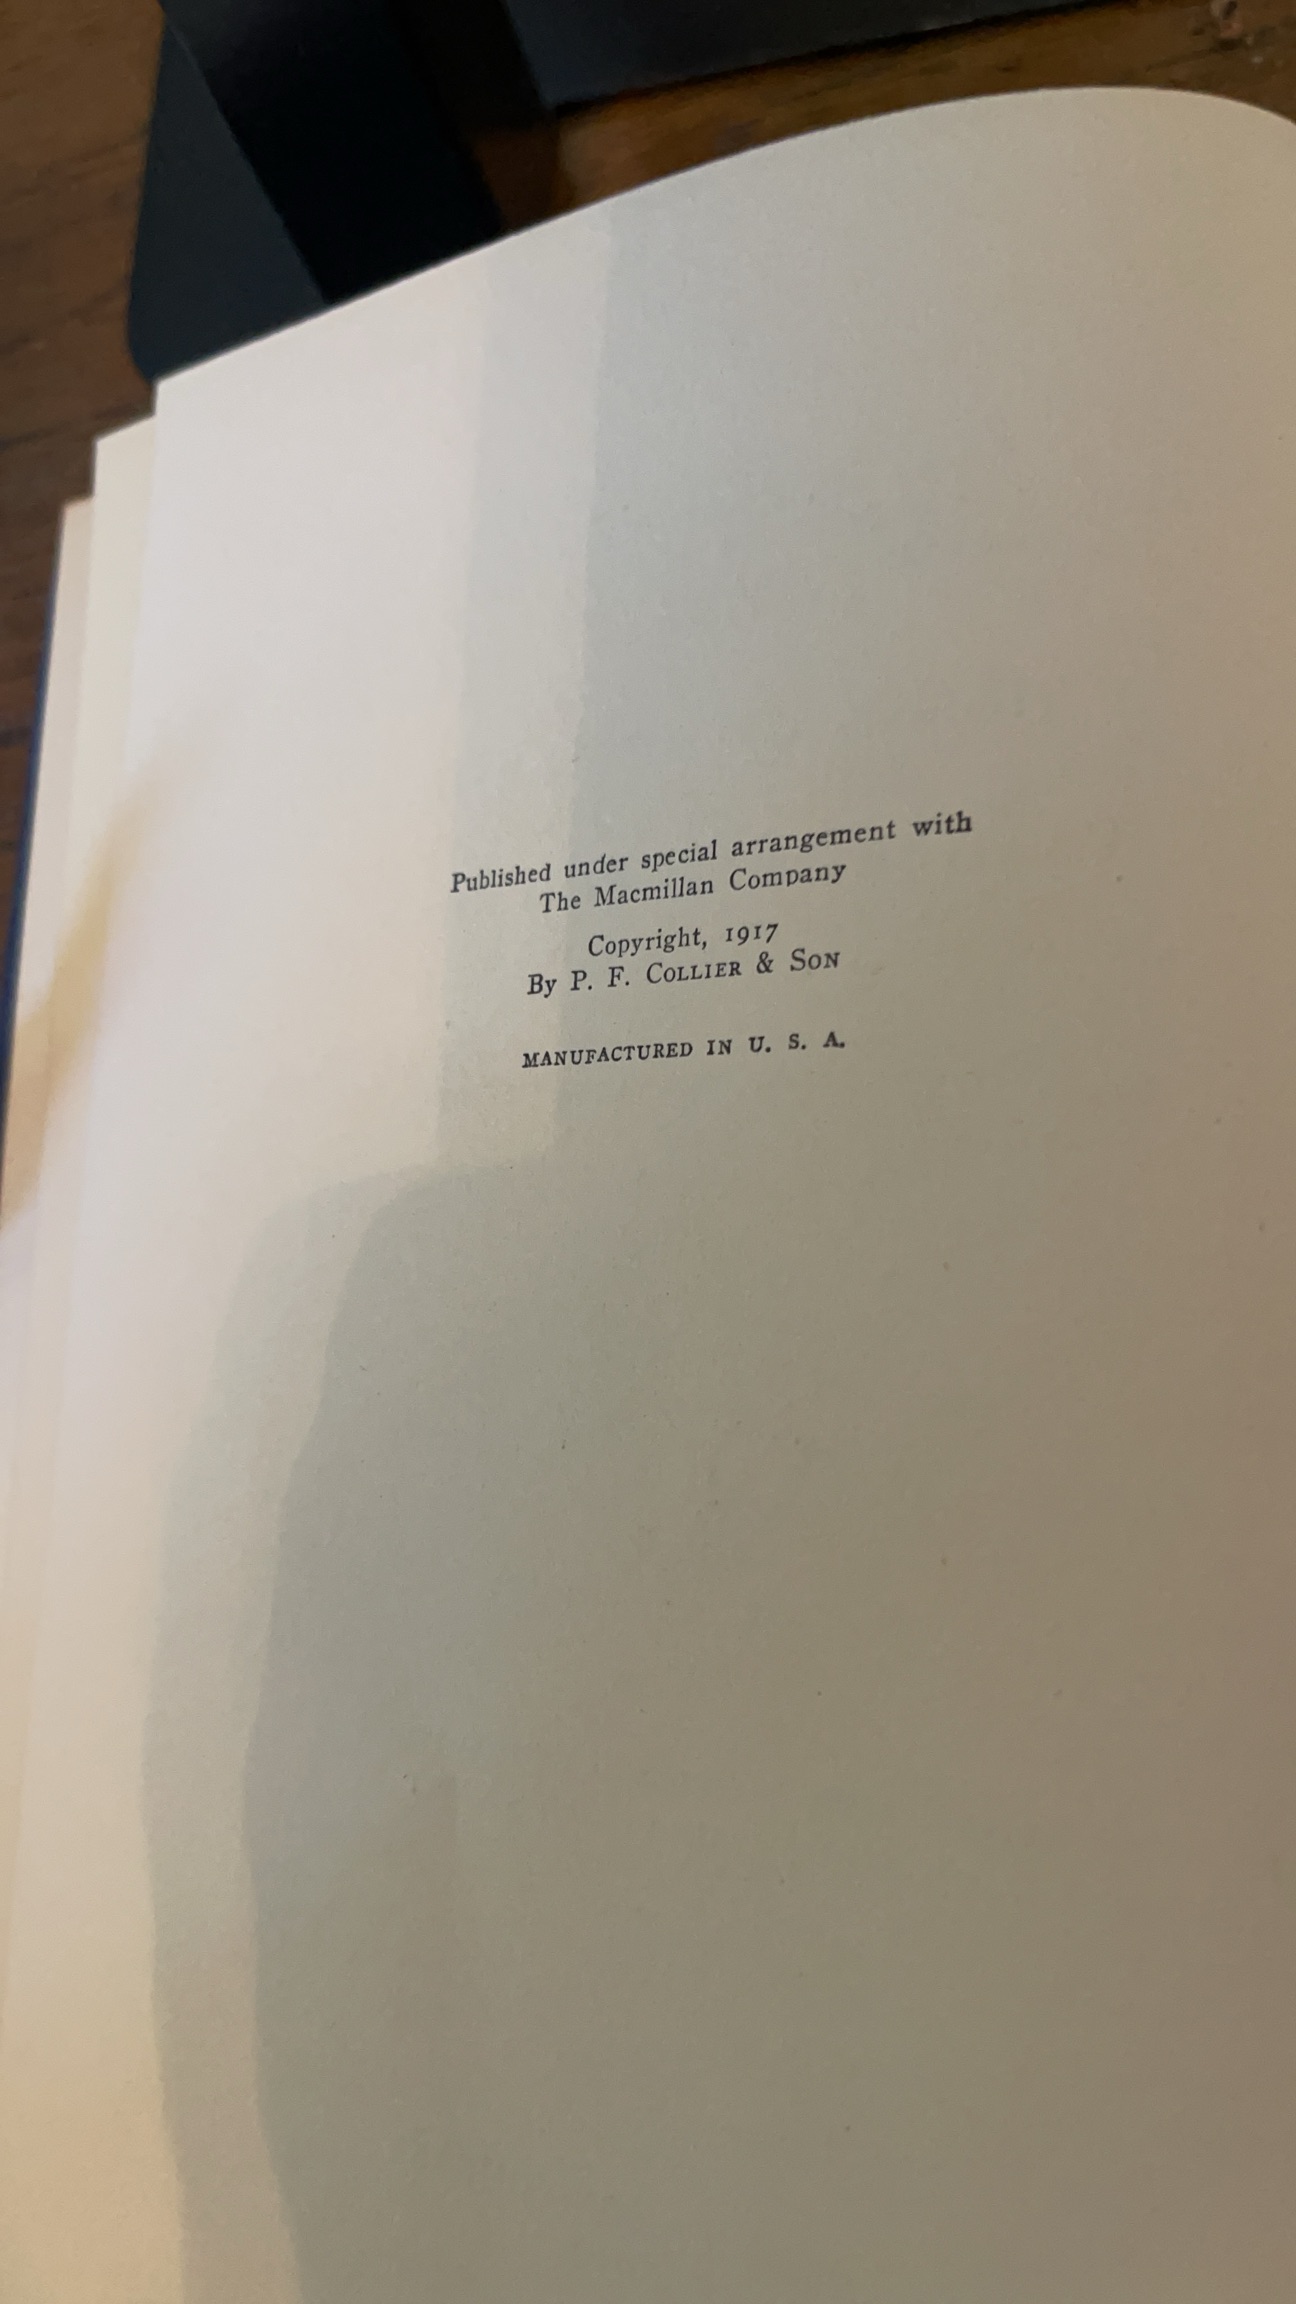 Published under special arrangement with
The Macmillan Company
Copyright, 1917
By P. F. Collier & Son
MANUFACTURED IN U. S. A.